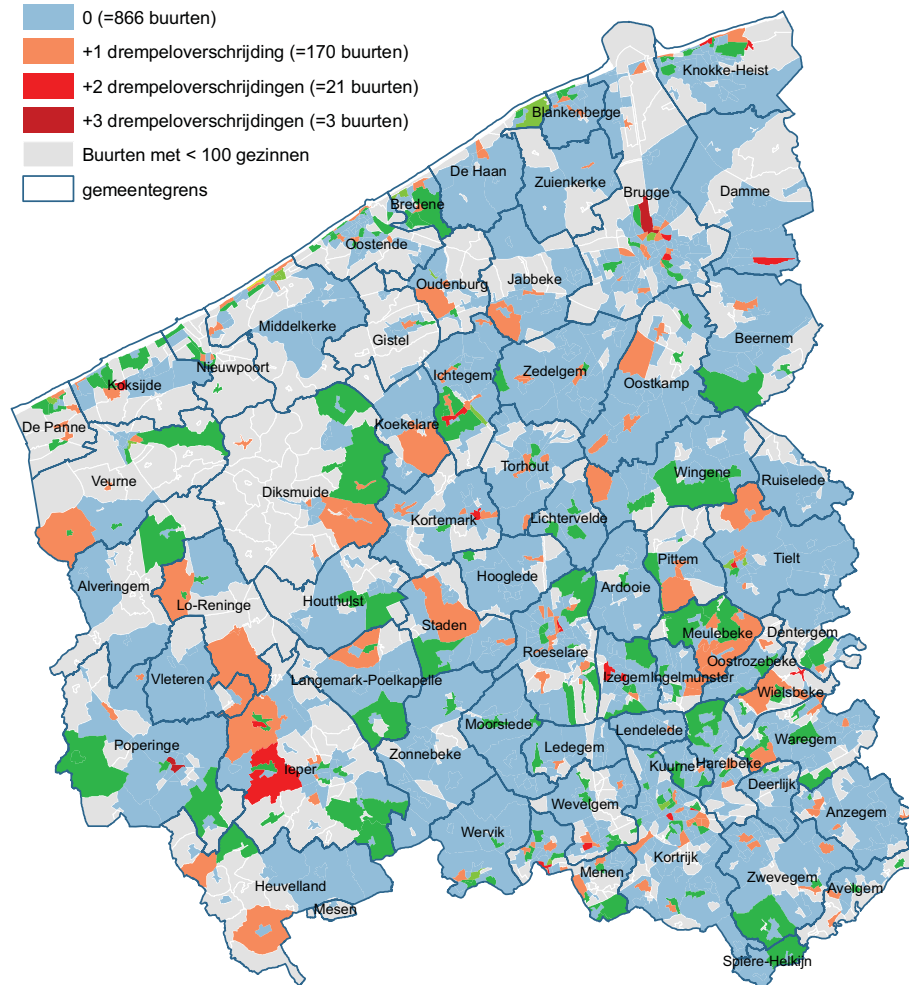 0 (=866 buurten)
+1 drempeloverschrijding (=170 buurten)
+2 drempeloverschrijdingen (=21 buurten)
+3 drempeloverschrijdingen (=3 buurten)
Buurten met < 100 gezinnen
gemeentegrens
Knokke-Heist
Blankenberge
De Haan
Zuienkerke
Brugge
Damme
Bredene
Oostende
Oudenburg
Jabbeke
Middelkerke
Gistel
Beernem
Nieuwpoort
Koksijde
Ichtegem
Zedelgem
Oostkamp
De Panne
Koekelare
Veurne
Torhout
Wingene
Ruiselede
Diksmuide
Kortemark
Lichtervelde
Pittem
Tielt
Alveringem
Lo-Reninge
Houthulst
Hooglede
Ardooie
Staden
Meulebeke
Dentergem
Roeselare
Oostrozebeke
Vleteren
Langemark-Poelkapelle
Izegem
Ingelmunster
Wielsbeke
Moorslede
Lendelede
Waregem
Poperinge
Ieper
Zonnebeke
Ledegem
Kuurne
Harelbeke
Deerlijk
Wevelgem
Anzegem
Wervik
Kortrijk
Menen
Zwevegem
Avelgem
Heuvelland
Mesen
Spiere-Helkijn